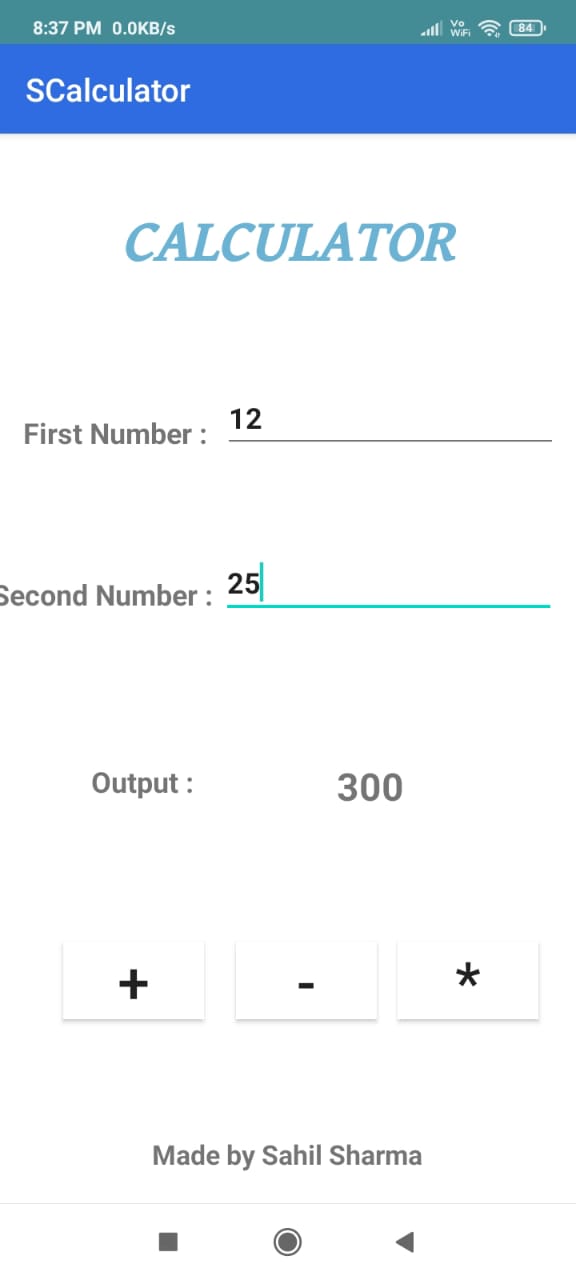 8:37 PM 0.0KB/s Vo WiFi 84
SCalculator
CALCULATOR
First Number : 12
Second Number : 25
Output : 300
+ - *
Made by Sahil Sharma